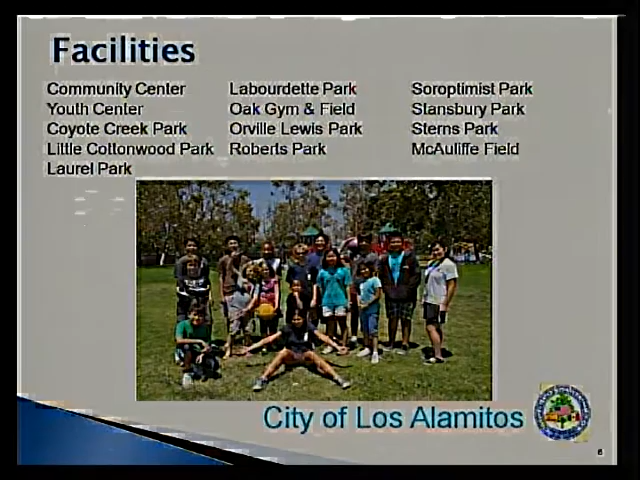 Facilities
Community Center
Youth Center
Coyote Creek Park
Little Cottonwood Park
Laurel Park
Labourdette Park
Oak Gym & Field
Orville Lewis Park
Roberts Park
Soroptimist Park
Stansbury Park
Sterns Park
McAuliffe Field
City of Los Alamitos
6